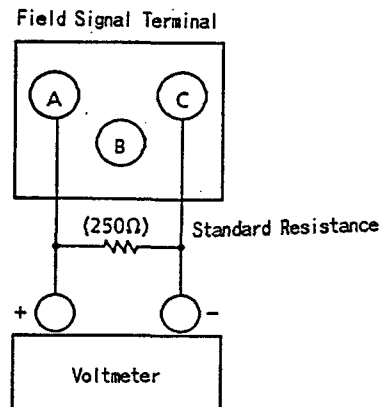 Field Signal Terminal
A
C
B
(250Ω)
Standard Resistance
+
-
Voltmeter